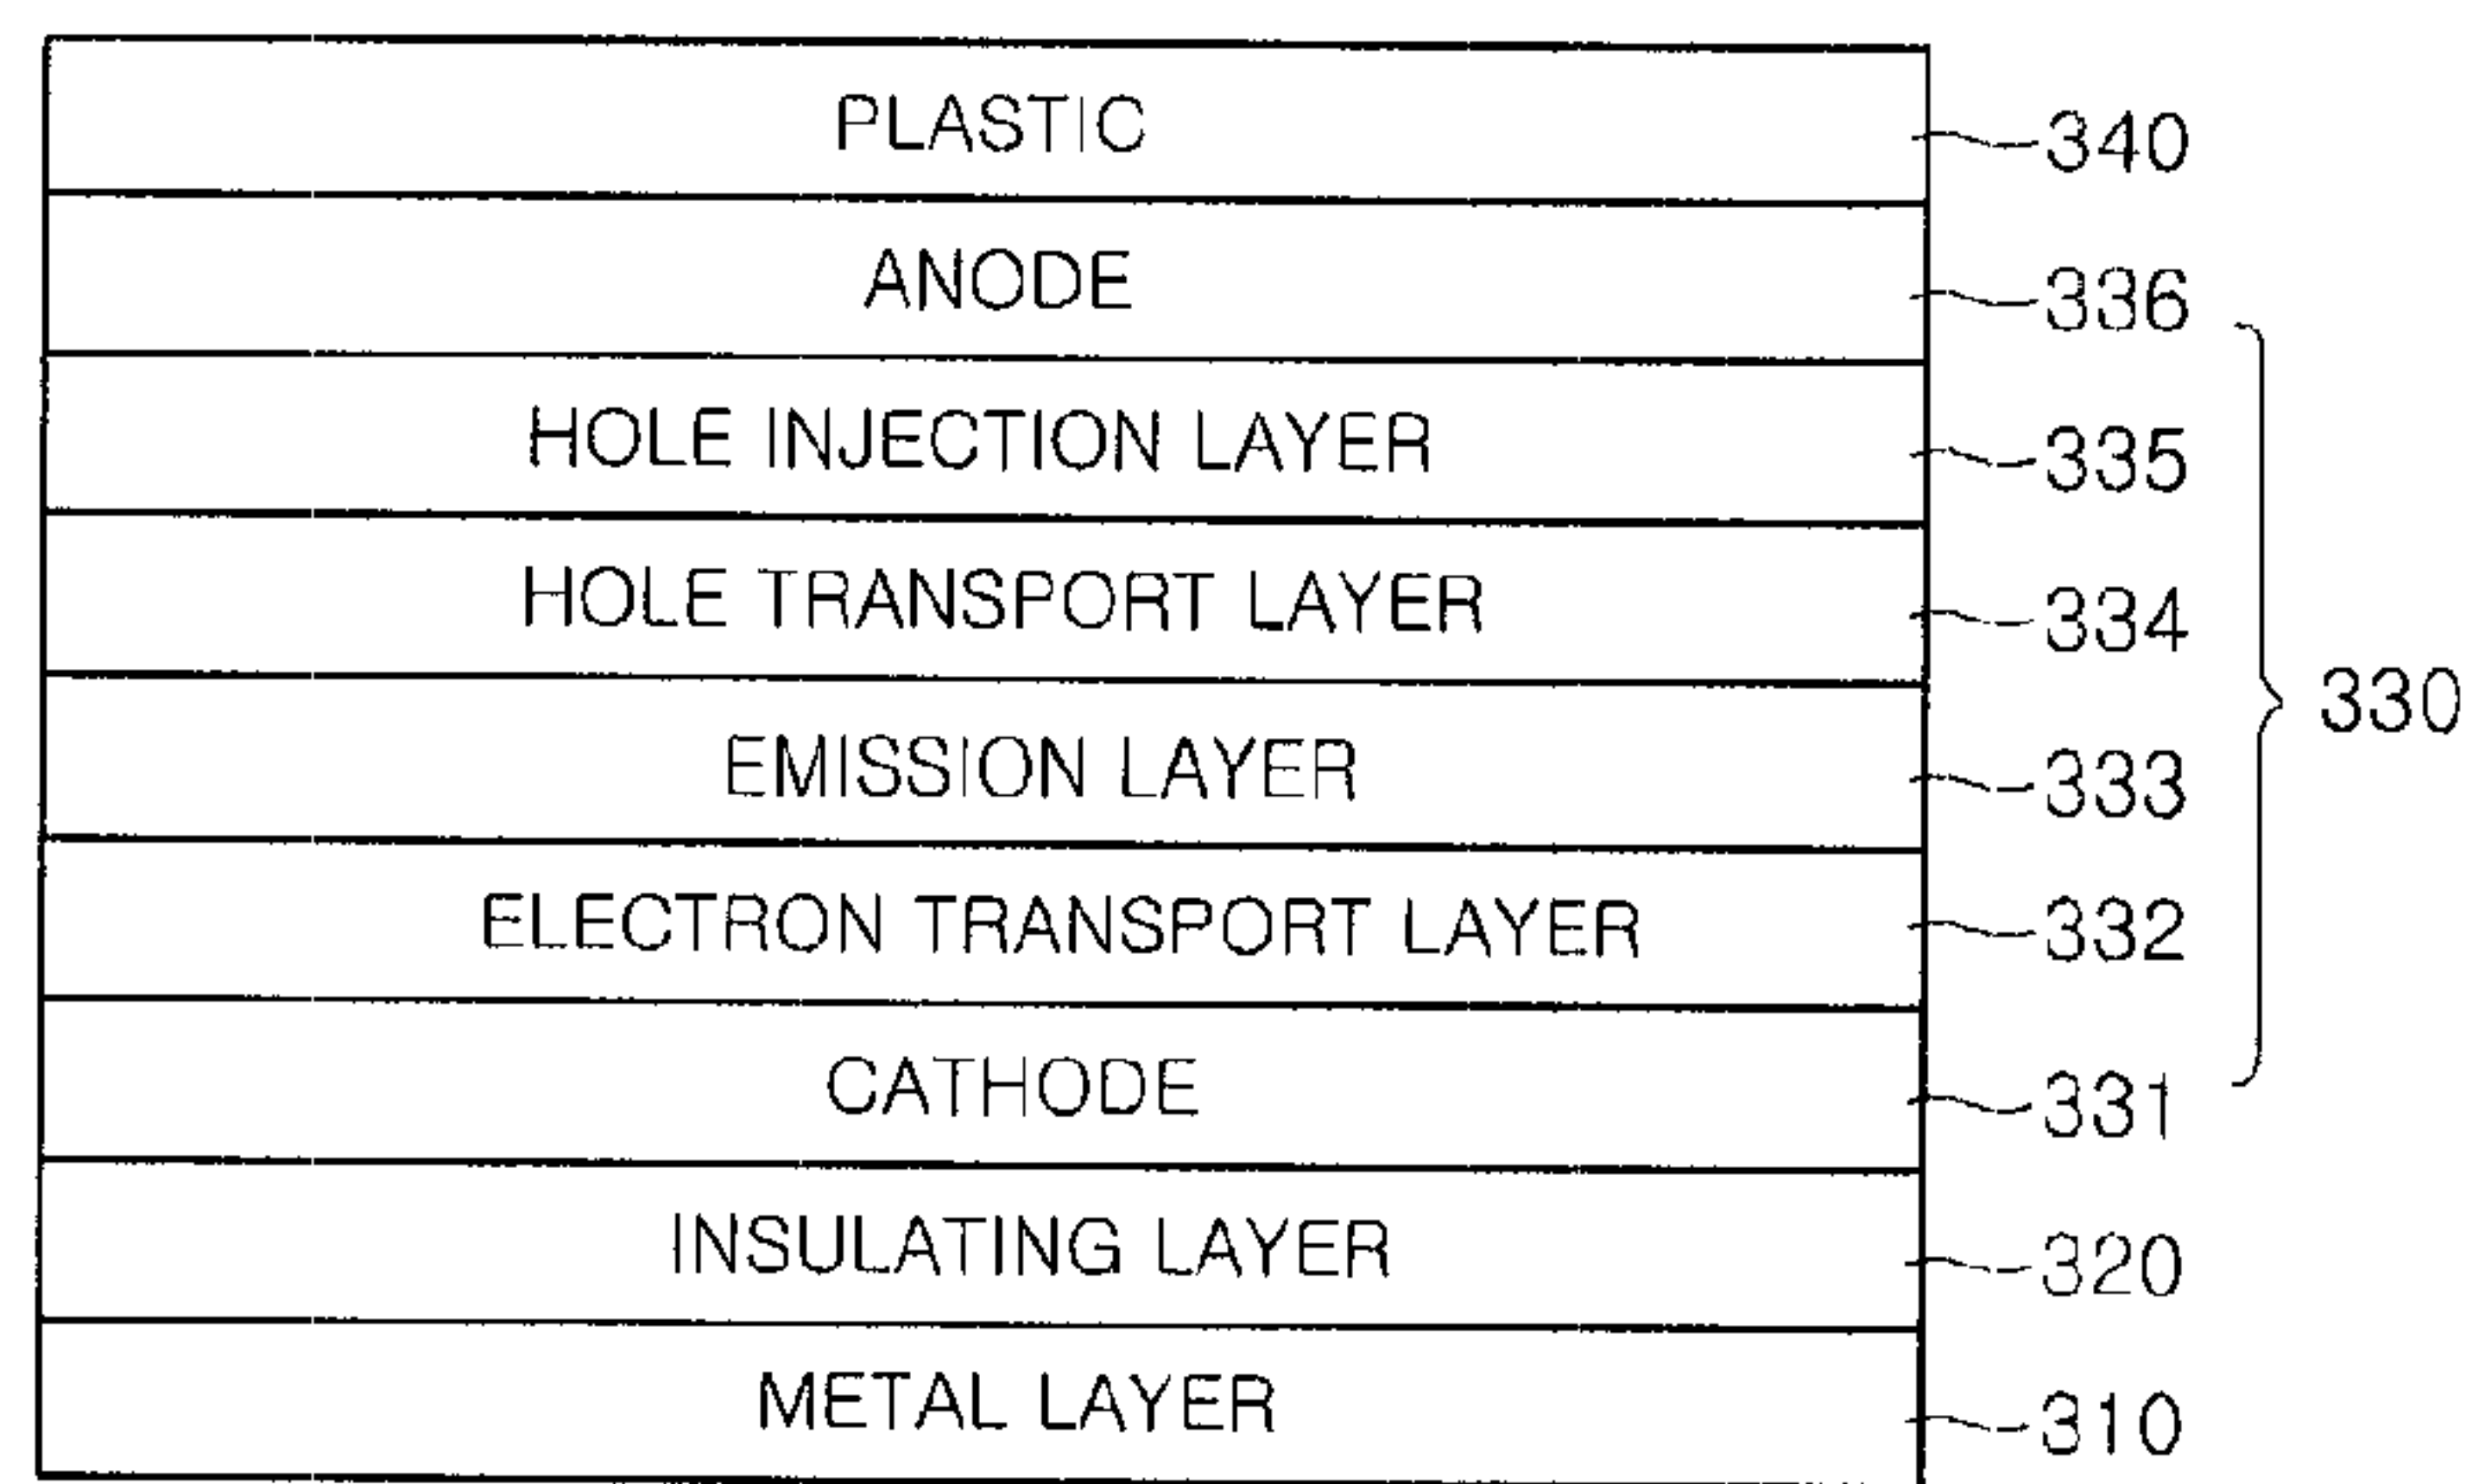 PLASTIC 340
ANODE 336
HOLE INJECTION LAYER 335
HOLE TRANSPORT LAYER 334
330
EMISSION LAYER 333
ELECTRON TRANSPORT LAYER 332
CATHODE 331
INSULATING LAYER 320
METAL LAYER 310